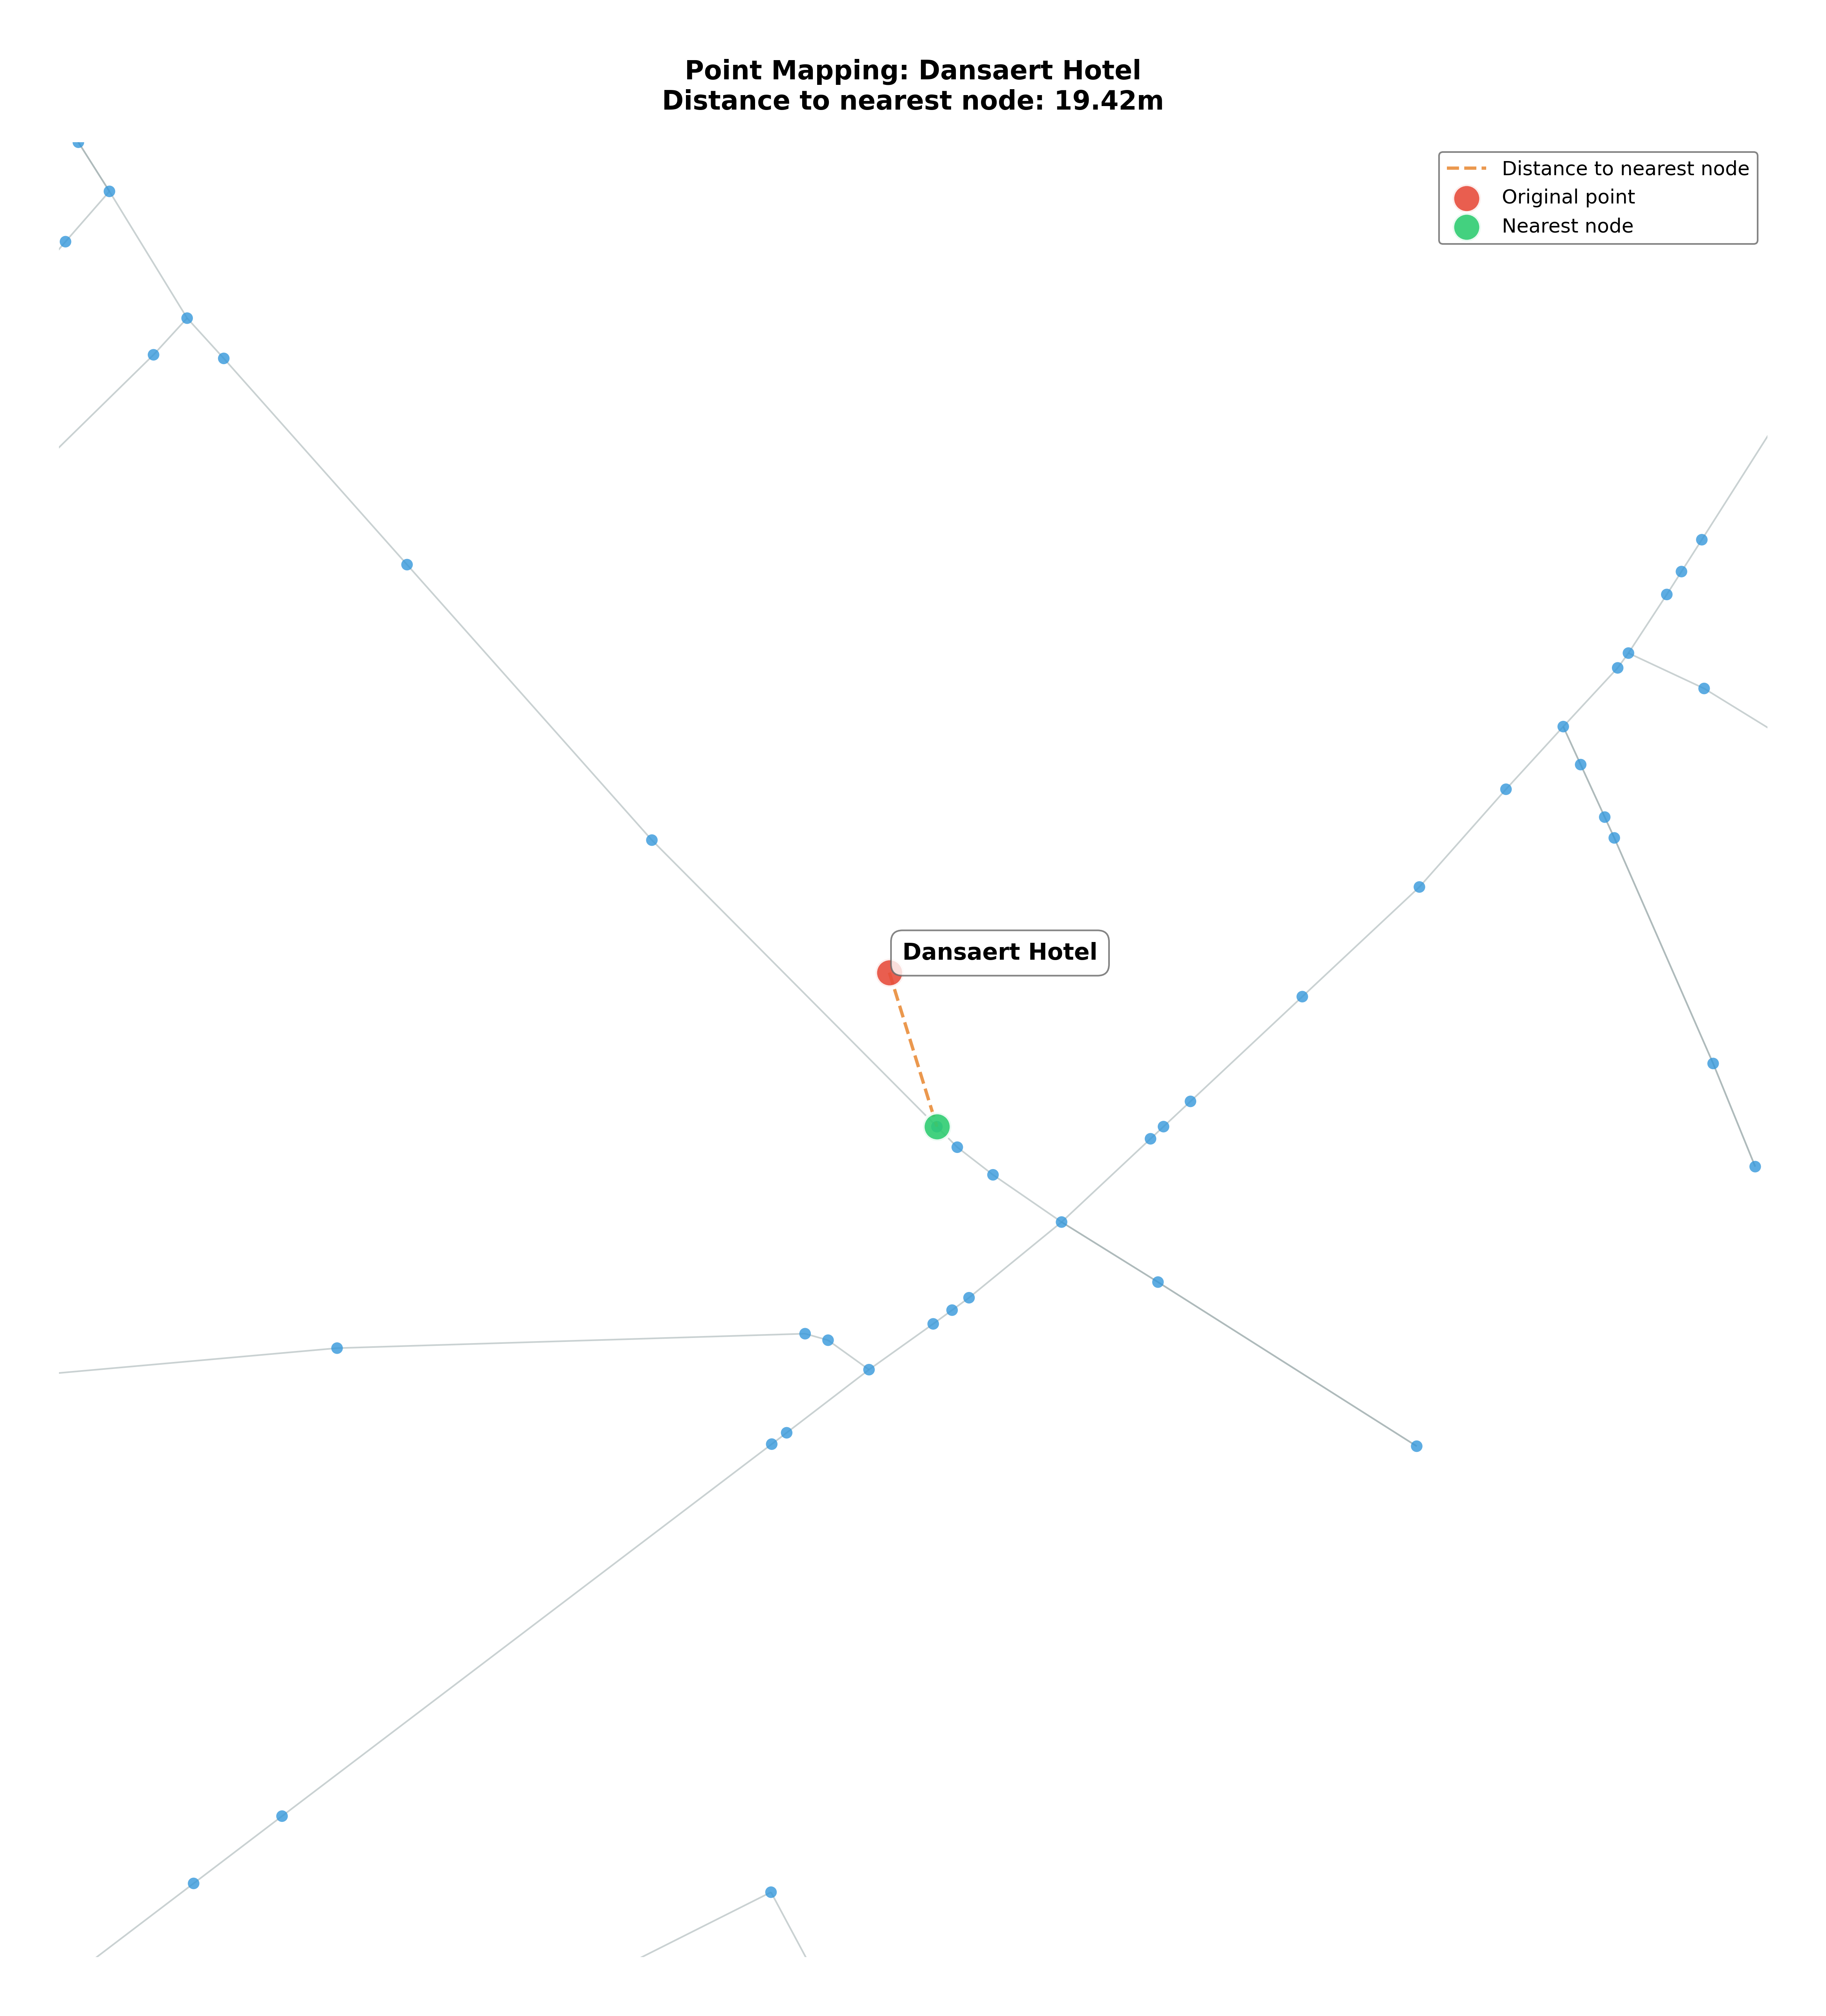 Point Mapping: Dansaert Hotel
Distance to nearest node: 19.42m
Distance to nearest node
Original point
Nearest node
Dansaert Hotel